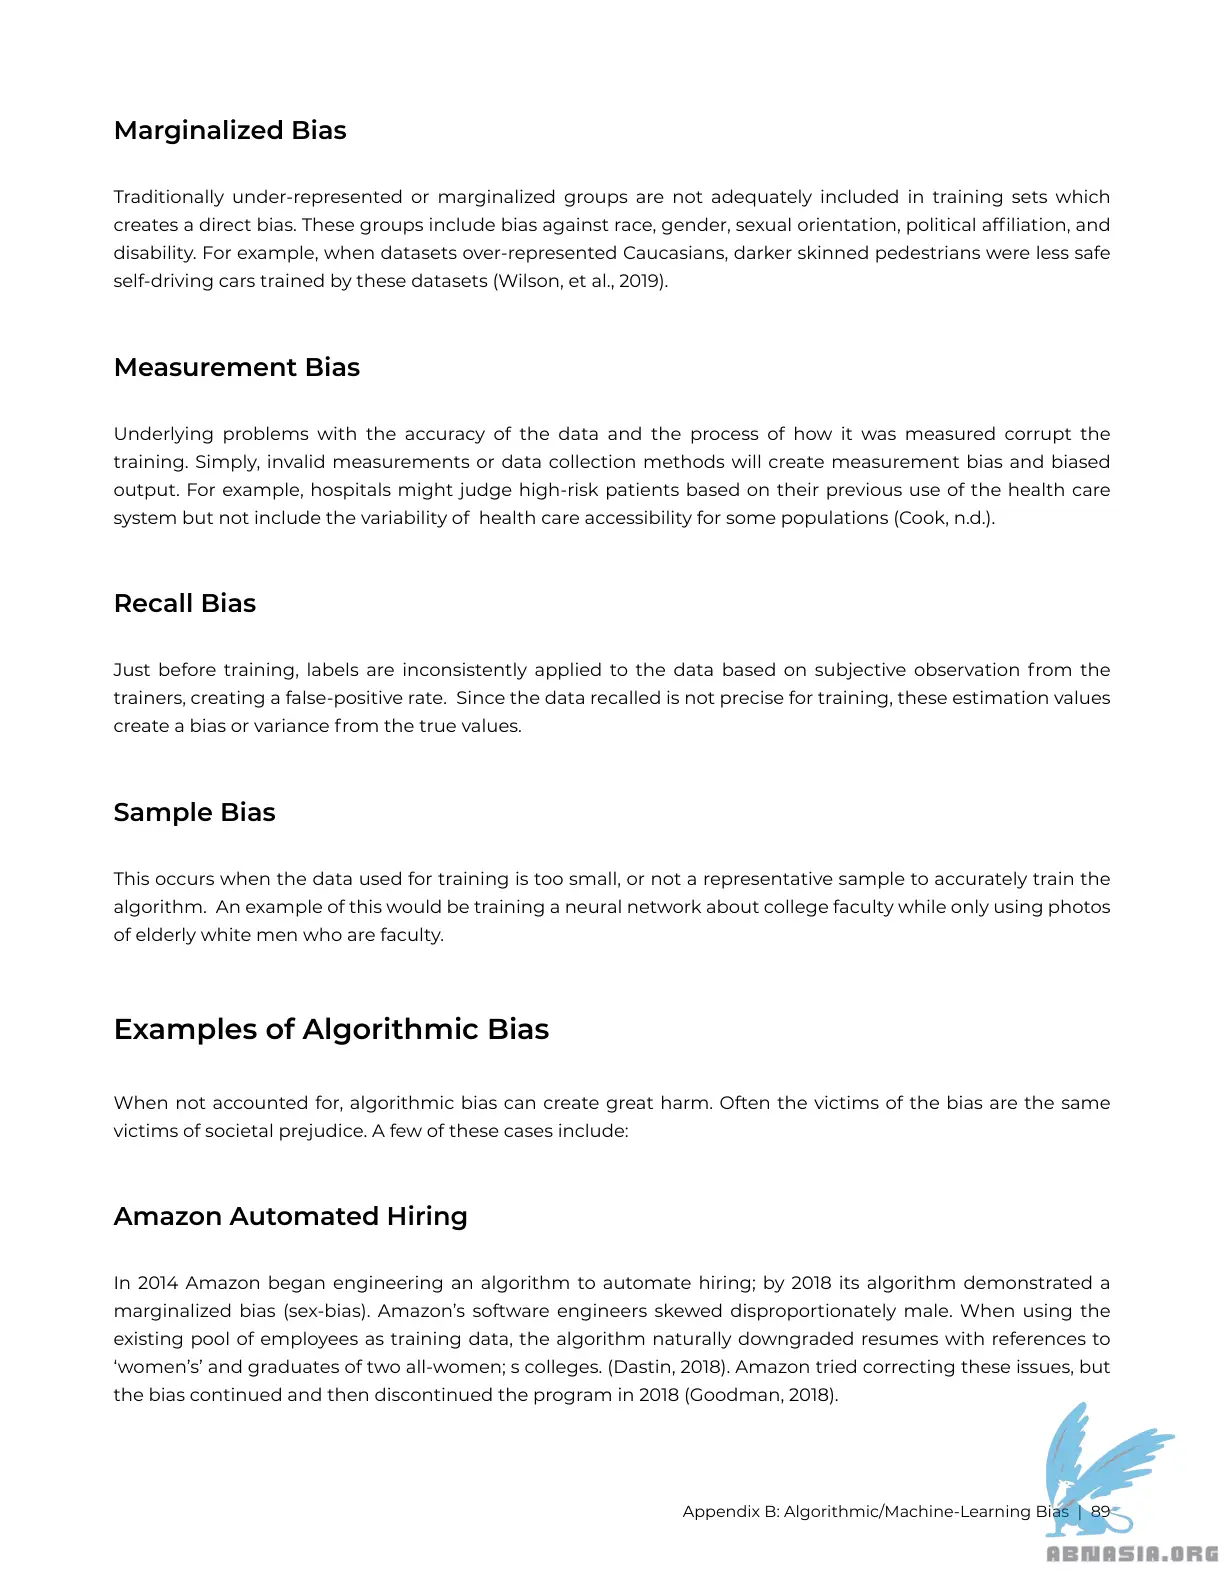 Marginalized Bias
Traditionally under-represented or marginalized groups are not adequately included in training sets which
creates a direct bias. These groups include bias against race, gender, sexual orientation, political affiliation, and
disability. For example, when datasets over-represented Caucasians, darker skinned pedestrians were less safe
self-driving cars trained by these datasets (Wilson, et al., 2019).
Measurement Bias
Underlying problems with the accuracy of the data and the process of how it was measured corrupt the
training. Simply, invalid measurements or data collection methods will create measurement bias and biased
output. For example, hospitals might judge high-risk patients based on their previous use of the health care
system but not include the variability of  health care accessibility for some populations (Cook, n.d.).
Recall Bias
Just before training, labels are inconsistently applied to the data based on subjective observation from the
trainers, creating a false-positive rate.  Since the data recalled is not precise for training, these estimation values
create a bias or variance from the true values.
Sample Bias
This occurs when the data used for training is too small, or not a representative sample to accurately train the
algorithm.  An example of this would be training a neural network about college faculty while only using photos
of elderly white men who are faculty.
Examples of Algorithmic Bias
When not accounted for, algorithmic bias can create great harm. Often the victims of the bias are the same
victims of societal prejudice. A few of these cases include:
Amazon Automated Hiring
In 2014 Amazon began engineering an algorithm to automate hiring; by 2018 its algorithm demonstrated a
marginalized bias (sex-bias). Amazon’s software engineers skewed disproportionately male. When using the
existing pool of employees as training data, the algorithm naturally downgraded resumes with references to
‘women’s’ and graduates of two all-women; s colleges. (Dastin, 2018). Amazon tried correcting these issues, but
the bias continued and then discontinued the program in 2018 (Goodman, 2018).
Appendix B: Algorithmic/Machine-Learning Bias | 89
ABNASIA.ORG